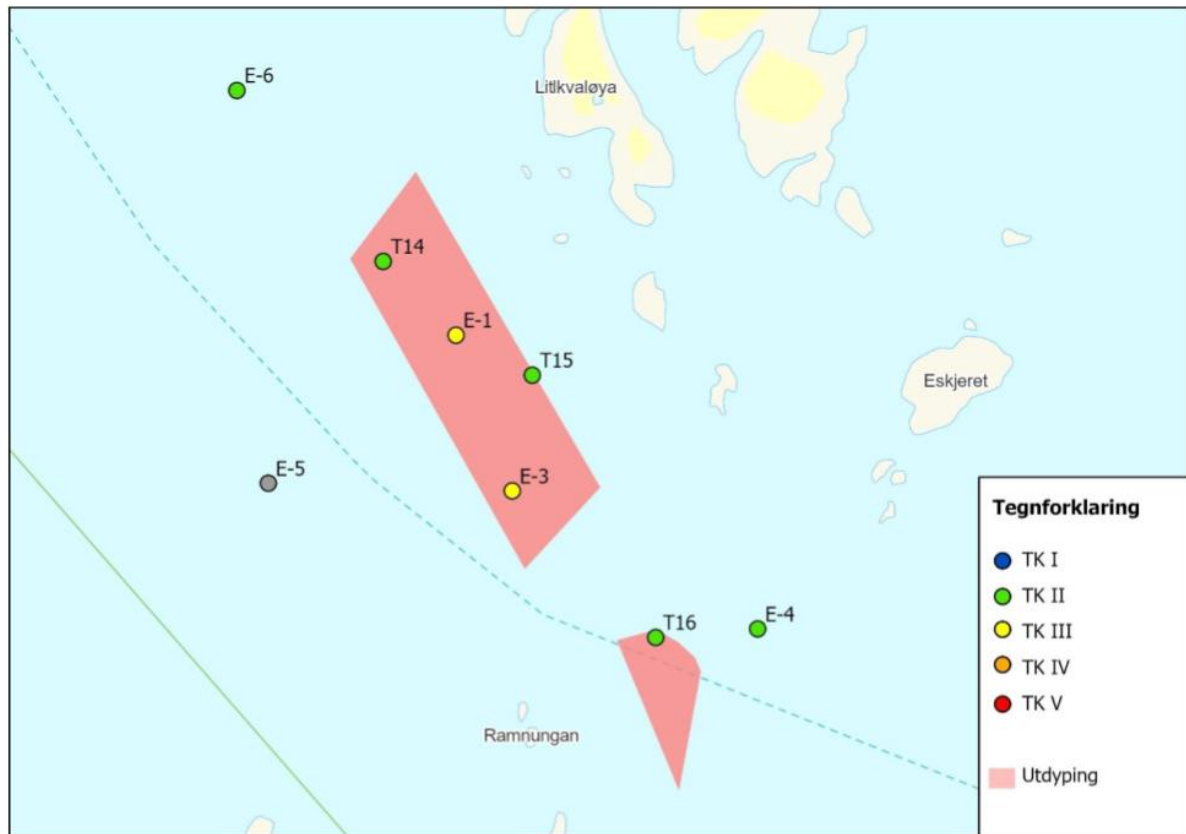 E-6
Litlkvaløya
T14
E-1
T15
Eskjeret
E-5
E-3
T16
E-4
Ramnungan
Tegnforklaring
TK I
TK II
TK III
TK IV
TK V
Utdyping